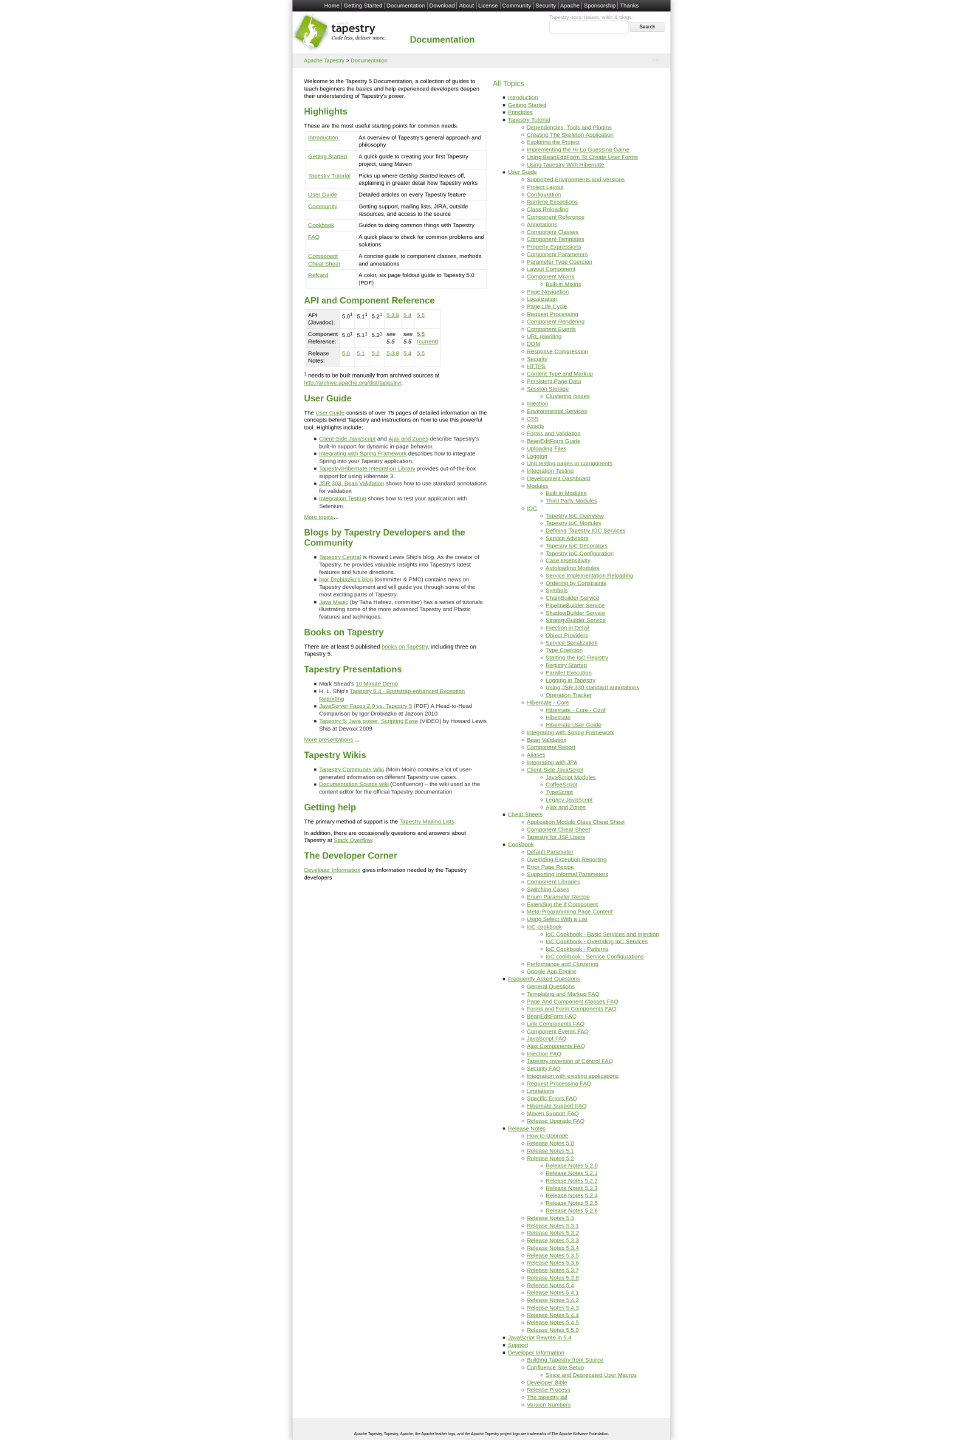 Home | Getting Started | Documentation | Download | About | License | Community | Security | Apache | Sponsorship | Thanks
tapestry
Code less, deliver more.
Documentation
Tapestry docs, issues, wikis & blogs:
Search
Apache Tapestry > Documentation
Welcome to the Tapestry 5 Documentation, a collection of guides to
teach beginners the basics and help experienced developers deepen
their understanding of Tapestry's power.
Highlights
These are the most useful starting points for common needs.
Introduction An overview of Tapestry's general approach and
philosophy
Getting Started A quick guide to creating your first Tapestry
project, using Maven
Tapestry Tutorial Picks up where Getting Started leaves off,
explaining in greater detail how Tapestry works
User Guide Detailed articles on every Tapestry feature
Community Getting support, mailing lists, JIRA, outside
resources, and access to the source
Cookbook Guides to doing common things with Tapestry
FAQ A quick place to check for common problems and
solutions
Component A concise guide to component classes, methods
Cheat Sheet and annotations
Refcard A color, six page foldout guide to Tapestry 5.0
(PDF)
API and Component Reference
API 5.0¹ 5.1¹ 5.2¹ 5.3.8 5.4 5.5
(Javadoc):
Component 5.0¹ 5.1¹ 5.2¹ see see 5.5
Reference: 5.5 5.5 (current)
Release 5.0 5.1 5.2 5.3.8 5.4 5.5
Notes:
¹ needs to be built manually from archived sources at
http://archive.apache.org/dist/tapestry/.
User Guide
The User Guide consists of over 75 pages of detailed information on the
concepts behind Tapestry and instructions on how to use this powerful
tool. Highlights include:
Client-Side JavaScript and Ajax and Zones describe Tapestry's
built-in support for dynamic in-page behavior.
Integrating with Spring Framework describes how to integrate
Spring into your Tapestry application.
Tapestry/Hibernate Integration Library provides out-of-the-box
support for using Hibernate 3.
JSR 303: Bean Validation shows how to use standard annotations
for validation
Integration Testing shows how to test your application with
Selenium.
More topics...
Blogs by Tapestry Developers and the
Community
Tapestry Central is Howard Lewis Ship's blog. As the creator of
Tapestry, he provides valuable insights into Tapestry's latest
features and future directions.
Igor Drobiazko's blog (committer & PMC) contains news on
Tapestry development and will guide you through some of the
most exciting parts of Tapestry.
Java Magic (by Taha Hafeez, committer) has a series of tutorials
illustrating some of the more advanced Tapestry and Plastic
features and techniques.
Books on Tapestry
There are at least 9 published books on Tapestry, including three on
Tapestry 5.
Tapestry Presentations
Mark Shead's 10 Minute Demo
H. L. Ship's Tapestry 5.4 - Bootstrap-enhanced Exception
Reporting
JavaServer Faces 2.0 vs. Tapestry 5 (PDF) A Head-to-Head
Comparison by Igor Drobiazko at Jazoon 2010
Tapestry 5: Java power, Scripting Ease (VIDEO) by Howard Lewis
Ship at Devoxx 2009
More presentations ...
Tapestry Wikis
Tapestry Community Wiki (Moin Moin) contains a lot of user-
generated information on different Tapestry use cases.
Documentation Source wiki (Confluence) – the wiki used as the
content editor for the official Tapestry documentation
Getting help
The primary method of support is the Tapestry Mailing Lists.
In addition, there are occasionally questions and answers about
Tapestry at Stack Overflow.
The Developer Corner
Developer Information gives information needed by the Tapestry
developers
All Topics
Introduction
Getting Started
Principles
Tapestry Tutorial
Dependencies, Tools and Plugins
Creating The Skeleton Application
Exploring the Project
Implementing the Hi-Lo Guessing Game
Using BeanEditForm To Create User Forms
Using Tapestry With Hibernate
User Guide
Supported Environments and Versions
Project Layout
Configuration
Runtime Exceptions
Class Reloading
Component Reference
Annotations
Component Classes
Component Templates
Property Expressions
Component Parameters
Parameter Type Coercion
Layout Component
Component Mixins
Built-in Mixins
Page Navigation
Localization
Page Life Cycle
Request Processing
Component Rendering
Component Events
URL rewriting
DOM
Response Compression
Security
HTTPS
Content Type and Markup
Persistent Page Data
Session Storage
Clustering Issues
Injection
Environmental Services
CSS
Assets
Forms and Validation
BeanEditForm Guide
Uploading Files
Logging
Unit testing pages or components
Integration Testing
Development Dashboard
Modules
Built in Modules
Third Party Modules
IOC
Tapestry IoC Overview
Tapestry IoC Modules
Defining Tapestry IOC Services
Service Advisors
Tapestry IoC Decorators
Tapestry IoC Configuration
Case Insensitivity
Autoloading Modules
Service Implementation Reloading
Ordering by Constraints
Symbols
ChainBuilder Service
PipelineBuilder Service
ShadowBuilder Service
StrategyBuilder Service
Injection in Detail
Object Providers
Service Serialization
Type Coercion
Starting the IoC Registry
Registry Startup
Parallel Execution
Logging in Tapestry
Using JSR 330 standard annotations
Operation Tracker
Hibernate - Core
Hibernate - Core - Conf
Hibernate
Hibernate User Guide
Integrating with Spring Framework
Bean Validation
Component Report
Aliases
Integrating with JPA
Client-Side JavaScript
JavaScript Modules
CoffeeScript
TypeScript
Legacy JavaScript
Ajax and Zones
Cheat Sheets
Application Module Class Cheat Sheet
Component Cheat Sheet
Tapestry for JSF Users
Cookbook
Default Parameter
Overriding Exception Reporting
Error Page Recipe
Supporting Informal Parameters
Component Libraries
Switching Cases
Enum Parameter Recipe
Extending the If Component
Meta-Programming Page Content
Using Select With a List
IoC cookbook
IoC Cookbook - Basic Services and Injection
IoC Cookbook - Overriding IoC Services
IoC Cookbook - Patterns
IoC cookbook - Service Configurations
Performance and Clustering
Google App Engine
Frequently Asked Questions
General Questions
Templating and Markup FAQ
Page And Component Classes FAQ
Forms and Form Components FAQ
BeanEditForm FAQ
Link Components FAQ
Component Events FAQ
JavaScript FAQ
Ajax Components FAQ
Injection FAQ
Tapestry Inversion of Control FAQ
Security FAQ
Integration with existing applications
Request Processing FAQ
Limitations
Specific Errors FAQ
Hibernate Support FAQ
Maven Support FAQ
Release Upgrade FAQ
Release Notes
How to Upgrade
Release Notes 5.0
Release Notes 5.1
Release Notes 5.2
Release Notes 5.2.0
Release Notes 5.2.1
Release Notes 5.2.2
Release Notes 5.2.3
Release Notes 5.2.4
Release Notes 5.2.5
Release Notes 5.2.6
Release Notes 5.3
Release Notes 5.3.1
Release Notes 5.3.2
Release Notes 5.3.3
Release Notes 5.3.4
Release Notes 5.3.5
Release Notes 5.3.6
Release Notes 5.3.7
Release Notes 5.3.8
Release Notes 5.4
Release Notes 5.4.1
Release Notes 5.4.2
Release Notes 5.4.3
Release Notes 5.4.4
Release Notes 5.4.5
Release Notes 5.5.0
JavaScript Rewrite in 5.4
Support
Developer Information
Building Tapestry from Source
Confluence Site Setup
Since and Deprecated User Macros
Developer Bible
Release Process
The tapestry jail
Version Numbers
Apache Tapestry, Tapestry, Apache, the Apache feather logo, and the Apache Tapestry project logo are trademarks of The Apache Software Foundation.